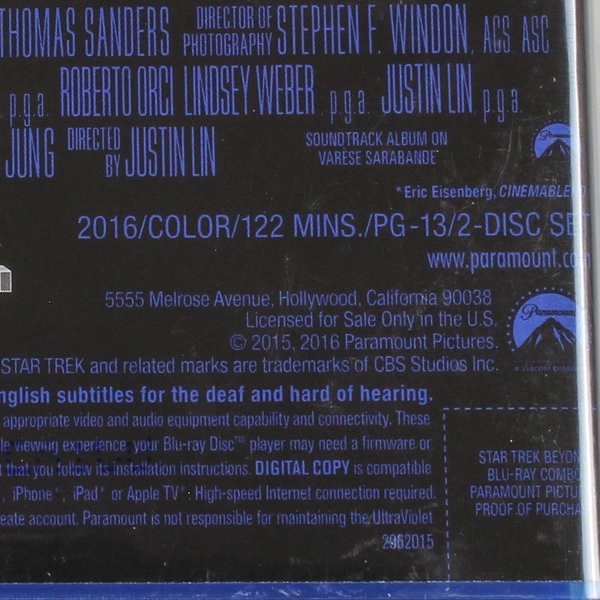 THOMAS SANDERS DIRECTOR OF PHOTOGRAPHY STEPHEN F. WINDON, ACS, ASC
p.g.a. ROBERTO ORCI LINDSEY WEBER, p.g.a. JUSTIN LIN, p.g.a.
JUNG DIRECTED BY JUSTIN LIN
SOUNDTRACK ALBUM ON
VARÈSE SARABANDE
*Eric Eisenberg, CINEMABLEND
2016/COLOR/122 MINS./PG-13/2-DISC SET
www.paramount.com
5555 Melrose Avenue, Hollywood, California 90038
Licensed for Sale Only in the U.S.
© 2015, 2016 Paramount Pictures.
Paramount
STAR TREK and related marks are trademarks of CBS Studios Inc.
nglish subtitles for the deaf and hard of hearing.
appropriate video and audio equipment capability and connectivity. These
le viewing experience, your Blu-ray Disc™ player may need a firmware or
t that you follow its installation instructions. DIGITAL COPY is compatible
, iPhone®, iPad® or Apple TV®. High-speed Internet connection required.
eate account. Paramount is not responsible for maintaining the UltraViolet
2962015
STAR TREK BEYON
BLU-RAY COMBO
PARAMOUNT PICTU
PROOF OF PURCHA